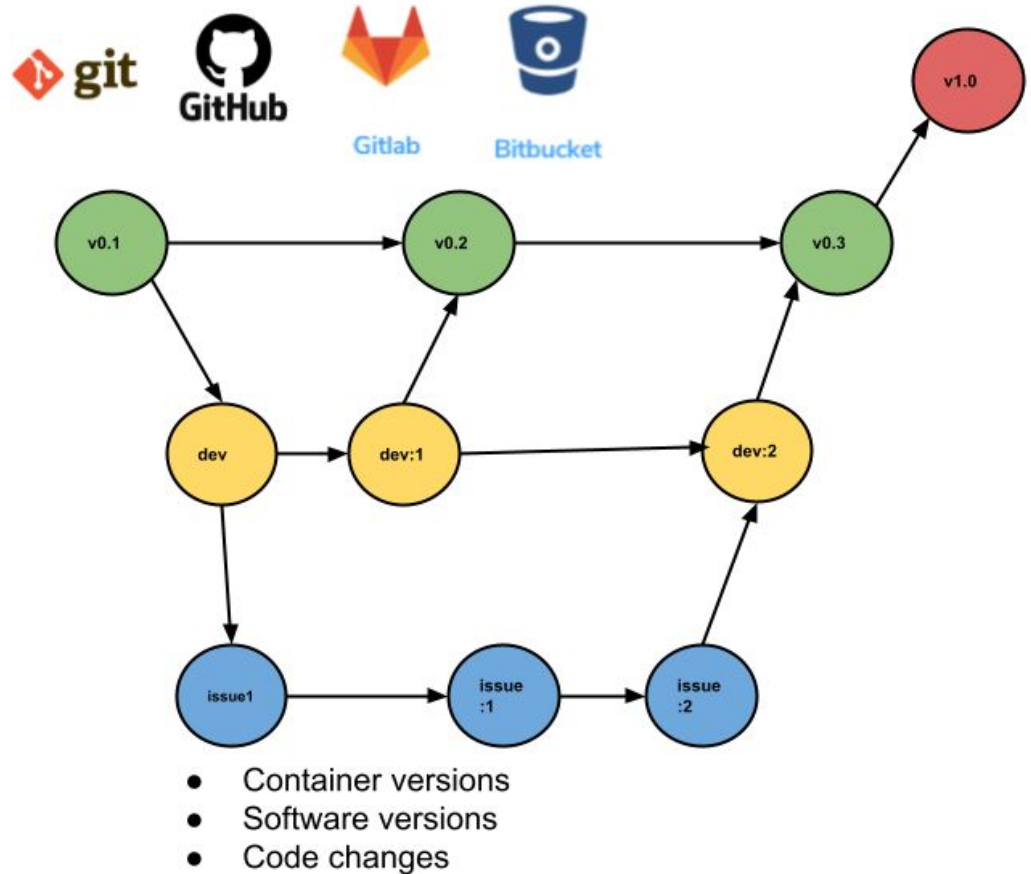 git
GitHub
Gitlab
Bitbucket
v1.0
v0.1
v0.2
v0.3
dev
dev:1
dev:2
issue1
issue
:1
issue
:2
● Container versions
● Software versions
● Code changes